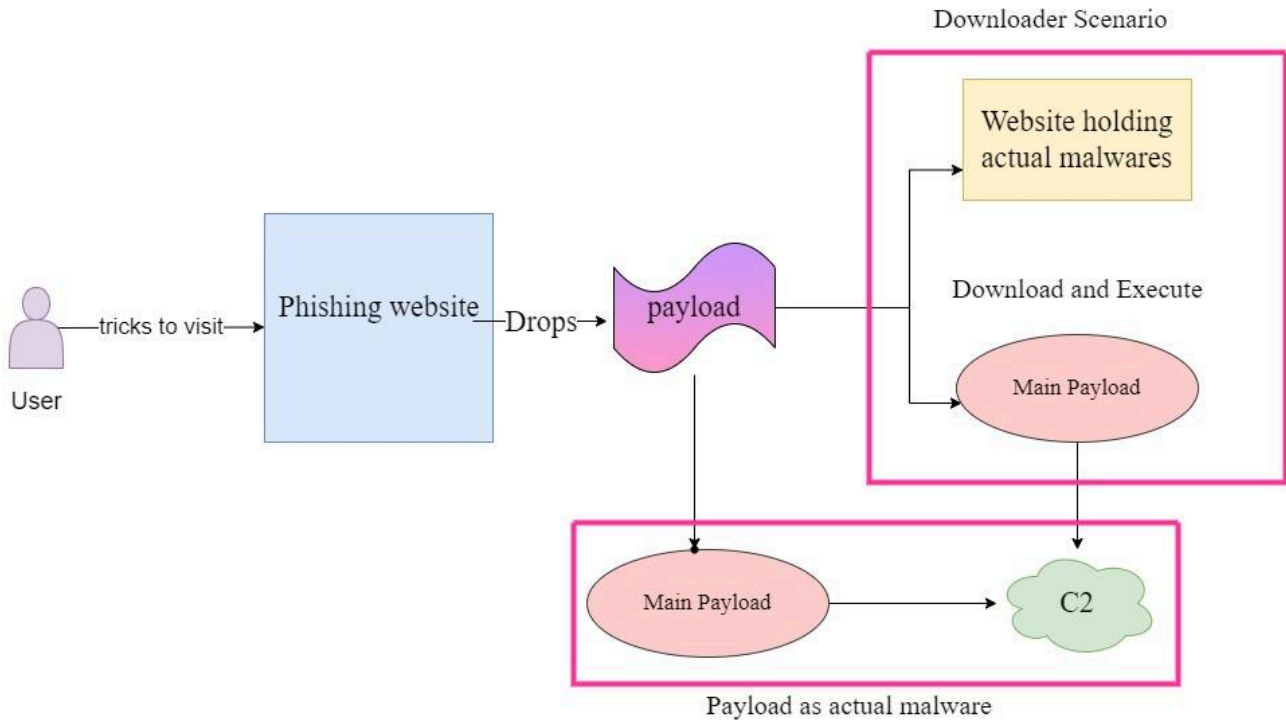 Downloader Scenario
Website holding
actual malwares
Phishing website
Drops
payload
Download and Execute
tricks to visit
User
Main Payload
Main Payload
C2
Payload as actual malware